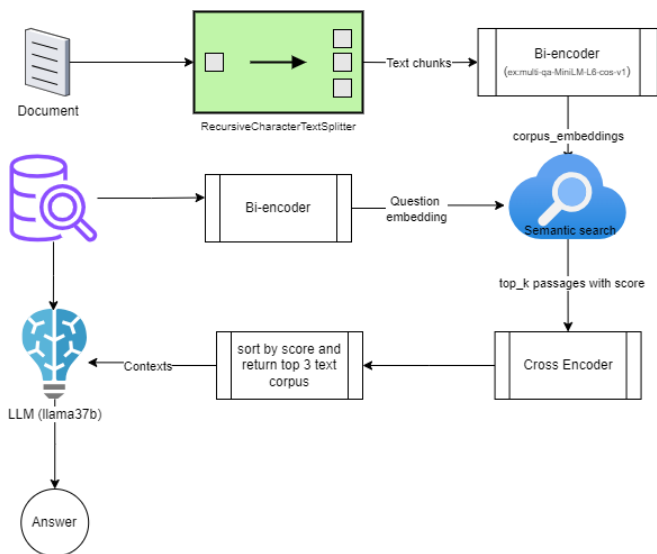 Document
RecursiveCharacterTextSplitter
Text chunks
Bi-encoder
(ex:multi-qa-MiniLM-L6-cos-v1)
corpus_embeddings
Bi-encoder
Question
embedding
Semantic search
top_k passages with score
Cross Encoder
sort by score and
return top 3 text
corpus
Contexts
LLM (llama37b)
Answer